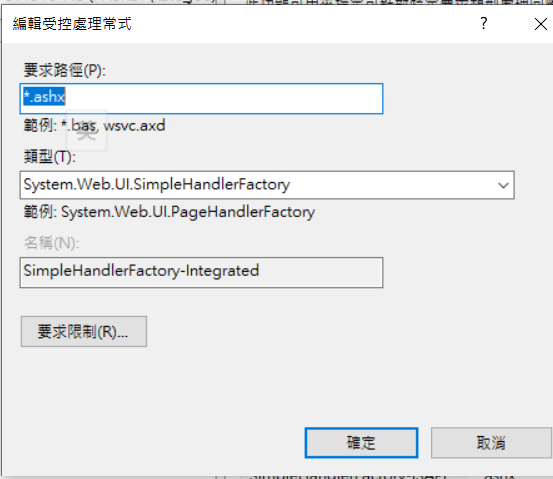 編輯受控處理常式
?
要求路徑(P):
*.ashx
範例: *.bas, wsvc.axd
英
類型(T):
System.Web.UI.SimpleHandlerFactory
範例: System.Web.UI.PageHandlerFactory
名稱(N):
SimpleHandlerFactory-Integrated
要求限制(R)...
確定
取消